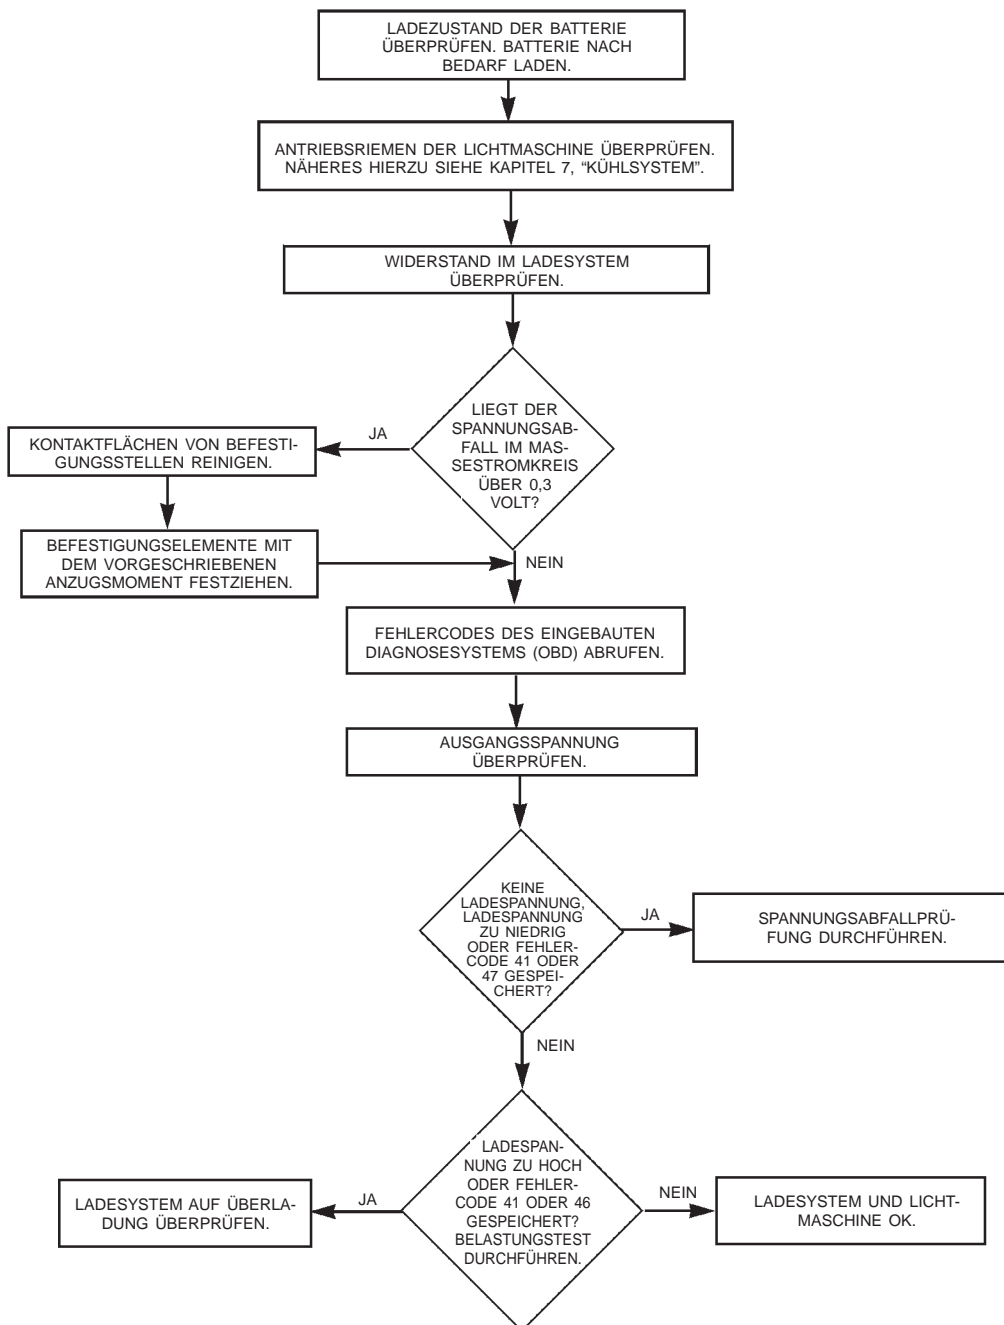 LADEZUSTAND DER BATTERIE
ÜBERPRÜFEN. BATTERIE NACH
BEDARF LADEN.
ANTRIEBSRIEMEN DER LICHTMASCHINE ÜBERPRÜFEN.
NÄHERES HIERZU SIEHE KAPITEL 7, “KÜHLSYSTEM”.
WIDERSTAND IM LADESYSTEM
ÜBERPRÜFEN.
LIEGT DER
SPANNUNGSAB-
FALL IM MAS-
SESTROMKREIS
ÜBER 0,3
VOLT?
JA
KONTAKTFLÄCHEN VON BEFESTI-
GUNGSSTELLEN REINIGEN.
BEFESTIGUNGSELEMENTE MIT
DEM VORGESCHRIEBENEN
ANZUGSMOMENT FESTZIEHEN.
NEIN
FEHLERCODES DES EINGEBAUTEN
DIAGNOSESYSTEMS (OBD) ABRUFEN.
AUSGANGSSPANNUNG
ÜBERPRÜFEN.
KEINE
LADESPANNUNG,
LADESPANNUNG
ZU NIEDRIG
ODER FEHLER-
CODE 41 ODER
47 GESPEI-
CHERT?
JA
SPANNUNGSABFALLPRÜ-
FUNG DURCHFÜHREN.
NEIN
LADESPAN-
NUNG ZU HOCH
ODER FEHLER-
CODE 41 ODER 46
GESPEICHERT?
BELASTUNGSTEST
DURCHFÜHREN.
JA
LADESYSTEM AUF ÜBERLA-
DUNG ÜBERPRÜFEN.
NEIN
LADESYSTEM UND LICHT-
MASCHINE OK.